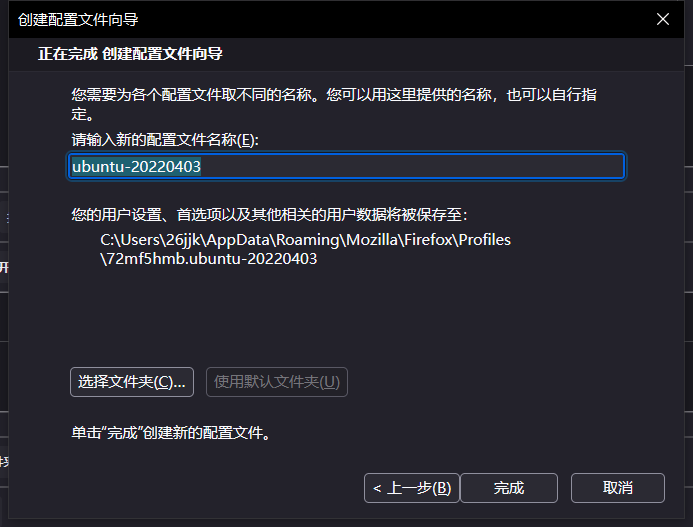 创建配置文件向导
正在完成 创建配置文件向导
您需要为各个配置文件取不同的名称。您可以用这里提供的名称，也可以自行指
定。
请输入新的配置文件名称(E):
ubuntu-20220403
您的用户设置、首选项以及其他相关的用户数据将被保存至：
C:\Users\26jjk\AppData\Roaming\Mozilla\Firefox\Profiles
\72mf5hmb.ubuntu-20220403
选择文件夹(C)...
使用默认文件夹(U)
单击“完成”创建新的配置文件。
< 上一步(B)
完成
取消